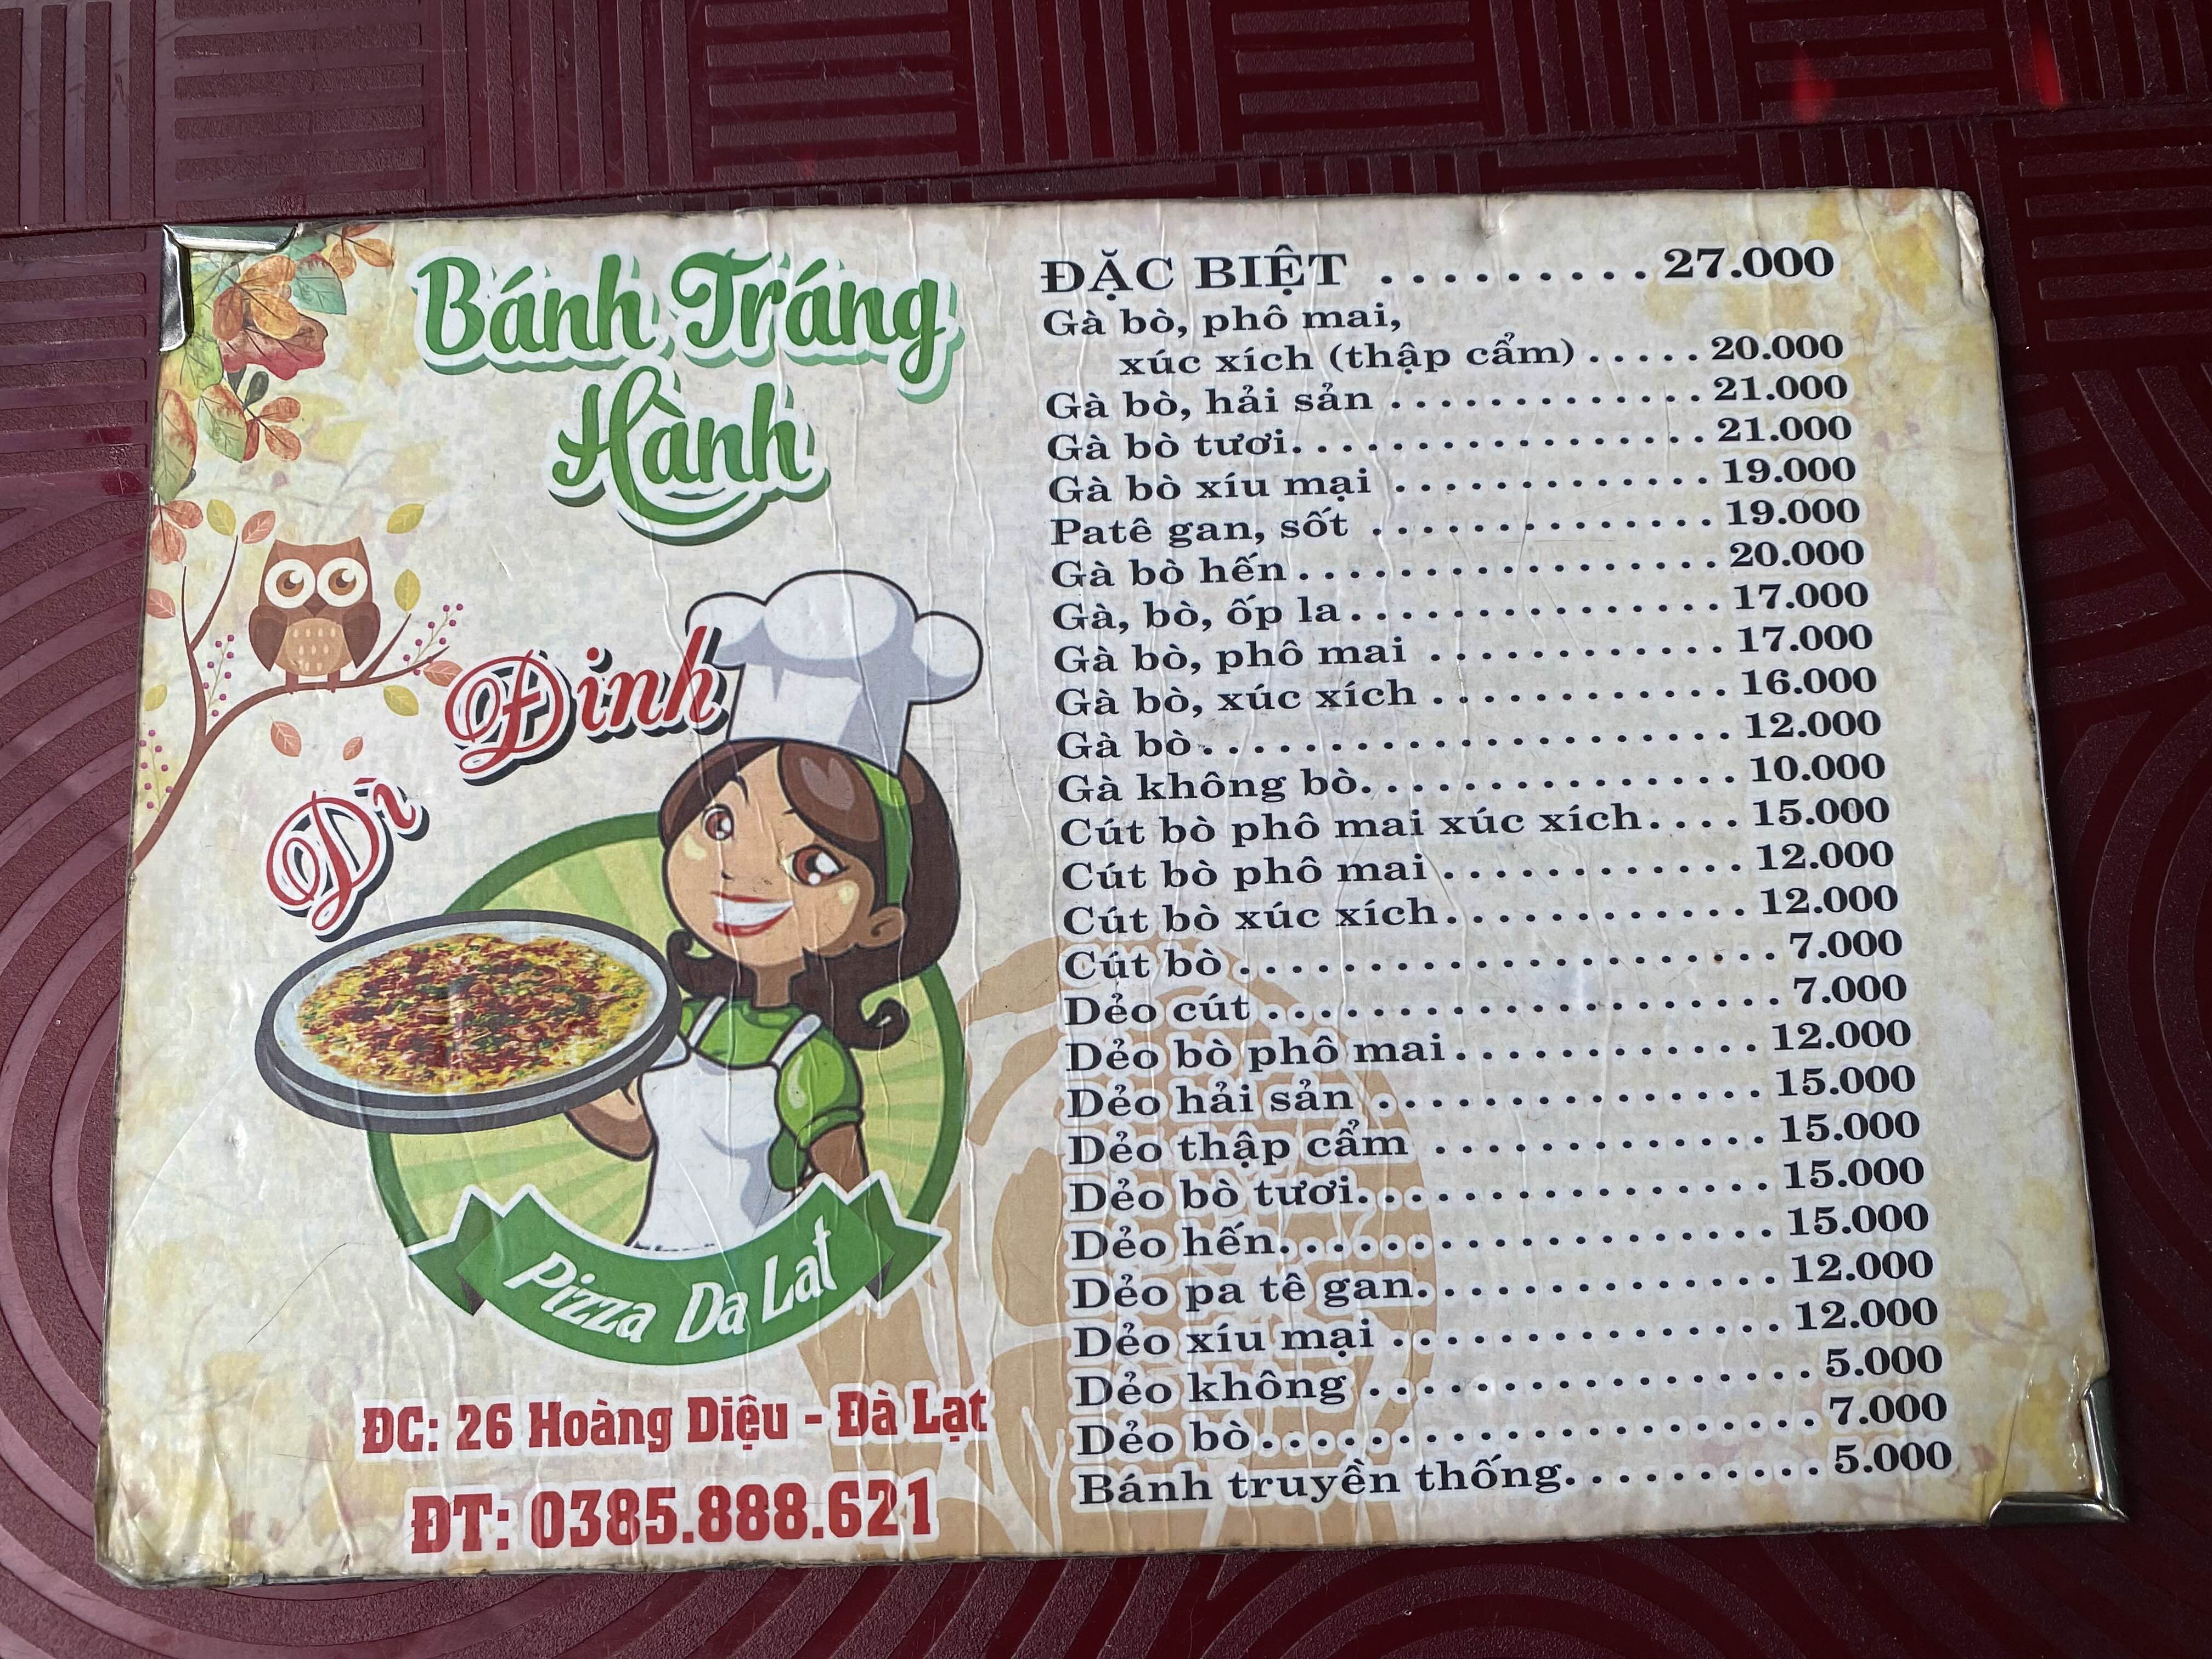 Bánh Tráng
Hành
Dì Đinh
Pizza Da Lat
ĐC: 26 Hoàng Diệu - Đà Lạt
ĐT: 0385.888.621
ĐẶC BIỆT ......... 27.000
Gà bò, phô mai,
xúc xích (thập cẩm) ..... 20.000
Gà bò, hải sản ............. 21.000
Gà bò tươi................. 21.000
Gà bò xíu mại ............. 19.000
Patê gan, sốt .............. 19.000
Gà bò hến ................. 20.000
Gà, bò, ốp la............... 17.000
Gà bò, phô mai ............ 17.000
Gà bò, xúc xích ............ 16.000
Gà bò...................... 12.000
Gà không bò................ 10.000
Cút bò phô mai xúc xích.... 15.000
Cút bò phô mai ............ 12.000
Cút bò xúc xích............ 12.000
Cút bò ...................... 7.000
Dẻo cút ..................... 7.000
Dẻo bò phô mai ............ 12.000
Dẻo hải sản ............... 15.000
Dẻo thập cẩm ............. 15.000
Dẻo bò tươi................ 15.000
Dẻo hến.................... 15.000
Dẻo pa tê gan.............. 12.000
Dẻo xíu mại ............... 12.000
Dẻo không ................. 5.000
Dẻo bò..................... 7.000
Bánh truyền thống.......... 5.000